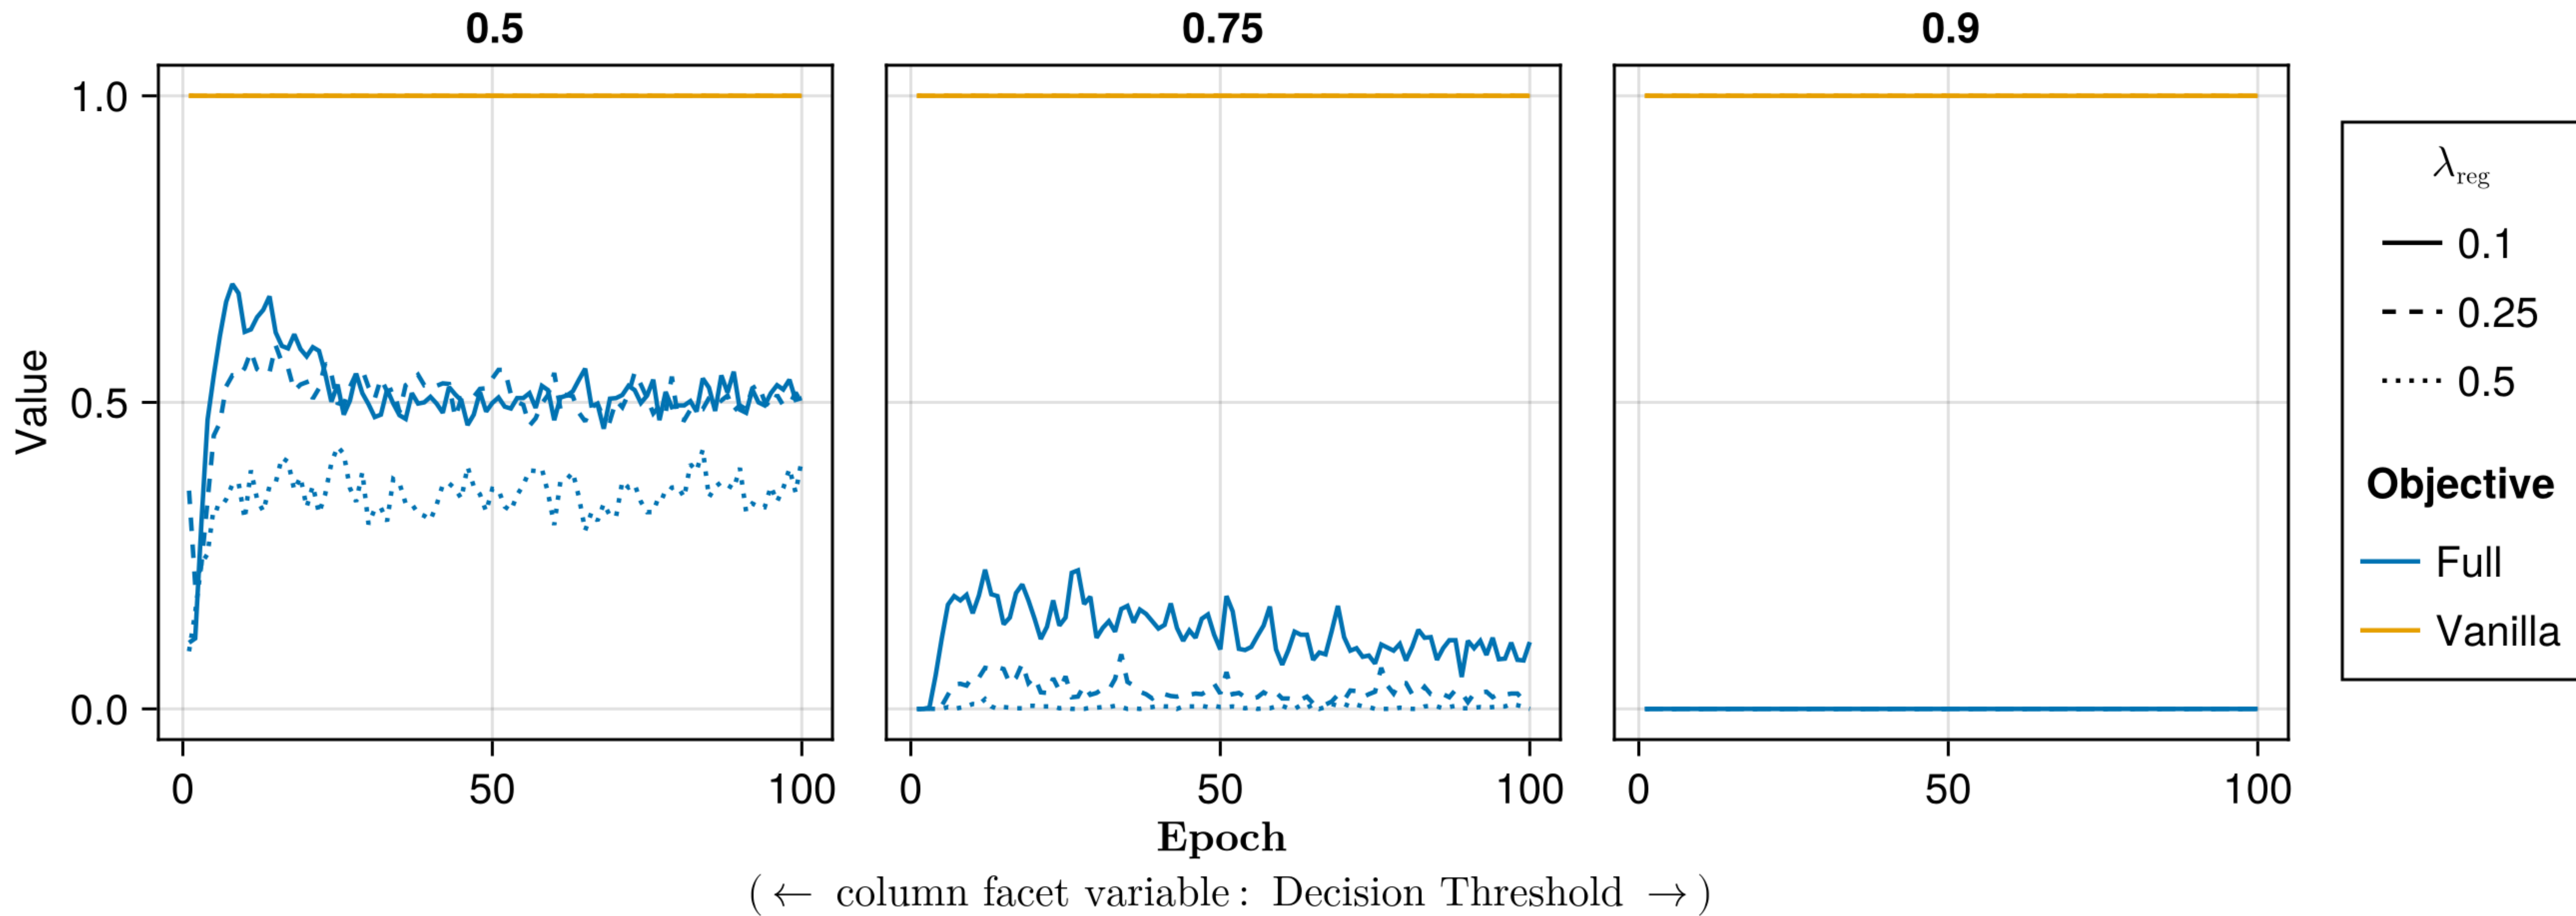 0.5
0.75
0.9
Value
1.0
0.5
0.0
0 50 100
0 50 100
0 50 100
Epoch
(← column facet variable: Decision Threshold →)
λreg
0.1
0.25
0.5
Objective
Full
Vanilla